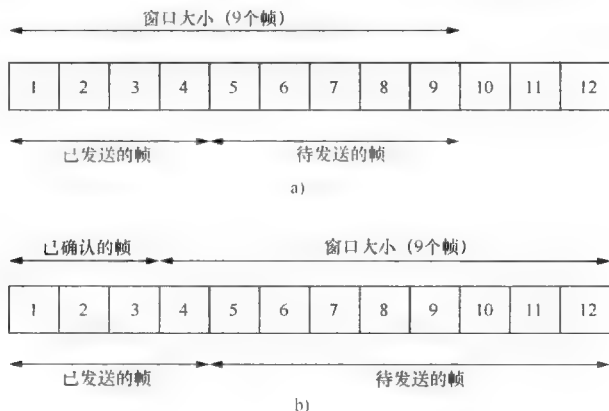 窗口大小（9个帧）
1 2 3 4 5 6 7 8 9 10 11 12
已发送的帧 待发送的帧
a）
已确认的帧 窗口大小（9个帧）
1 2 3 4 5 6 7 8 9 10 11 12
已发送的帧 待发送的帧
b）